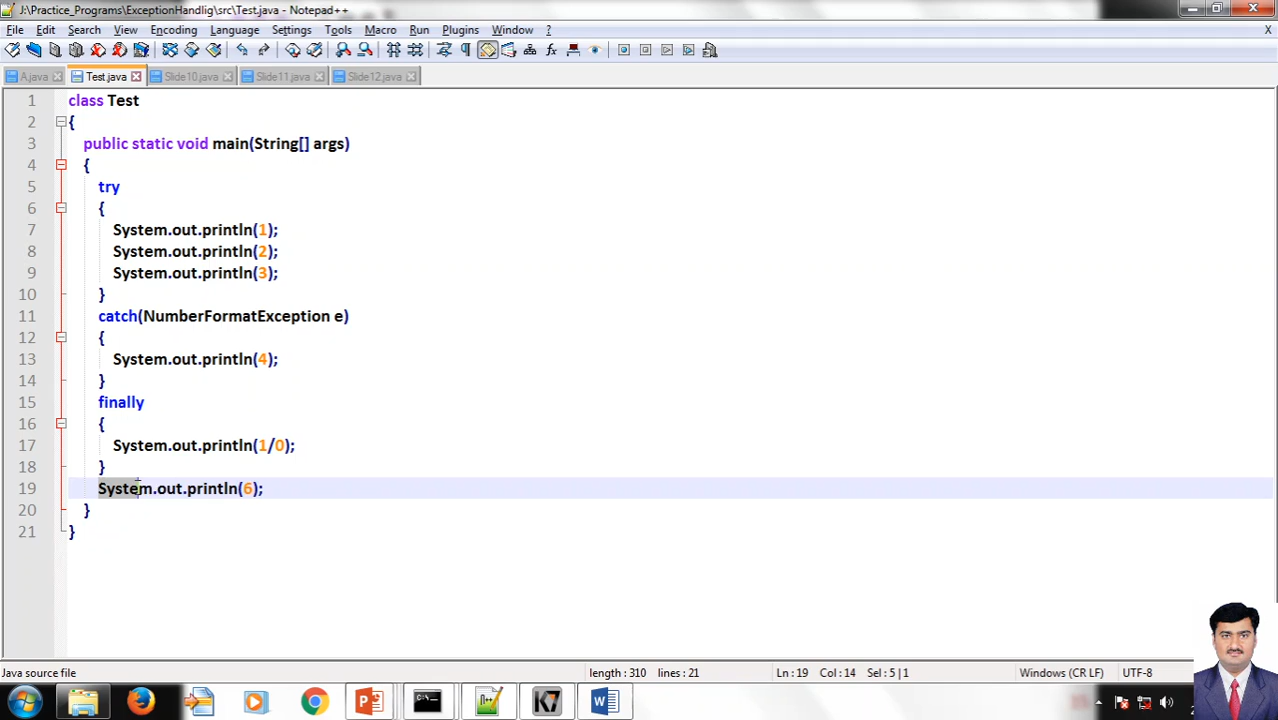 J:\Practice_Programs\ExceptionHandlig\src\Test.java - Notepad++
File Edit Search View Encoding Language Settings Tools Macro Run Plugins Window ? X
A.java Test.java Slide10.java Slide11.java Slide12.java
1 class Test
2 {
3 public static void main(String[] args)
4 {
5 try
6 {
7 System.out.println(1);
8 System.out.println(2);
9 System.out.println(3);
10 }
11 catch(NumberFormatException e)
12 {
13 System.out.println(4);
14 }
15 finally
16 {
17 System.out.println(1/0);
18 }
19 System.out.println(6);
20 }
21 }
Java source file length : 310 lines : 21 Ln : 19 Col : 14 Sel : 5 | 1 Windows (CR LF) UTF-8